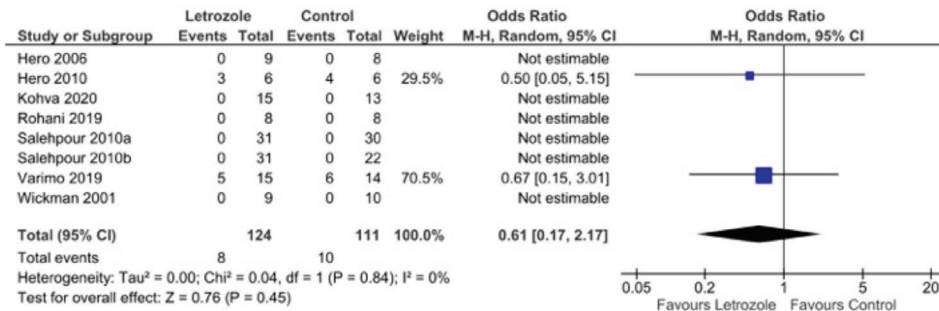 Letrozole Control Odds Ratio Odds Ratio
Study or Subgroup Events Total Events Total Weight M-H, Random, 95% CI M-H, Random, 95% CI
Hero 2006 0 9 0 8 Not estimable
Hero 2010 3 6 4 6 29.5% 0.50 [0.05, 5.15]
Kohva 2020 0 15 0 13 Not estimable
Rohani 2019 0 8 0 8 Not estimable
Salehpour 2010a 0 31 0 30 Not estimable
Salehpour 2010b 0 31 0 22 Not estimable
Varimo 2019 5 15 6 14 70.5% 0.67 [0.15, 3.01]
Wickman 2001 0 9 0 10 Not estimable
Total (95% CI) 124 111 100.0% 0.61 [0.17, 2.17]
Total events 8 10
Heterogeneity: Tau² = 0.00; Chi² = 0.04, df = 1 (P = 0.84); I² = 0%
Test for overall effect: Z = 0.76 (P = 0.45)
0.05 0.2 1 5 20
Favours Letrozole Favours Control